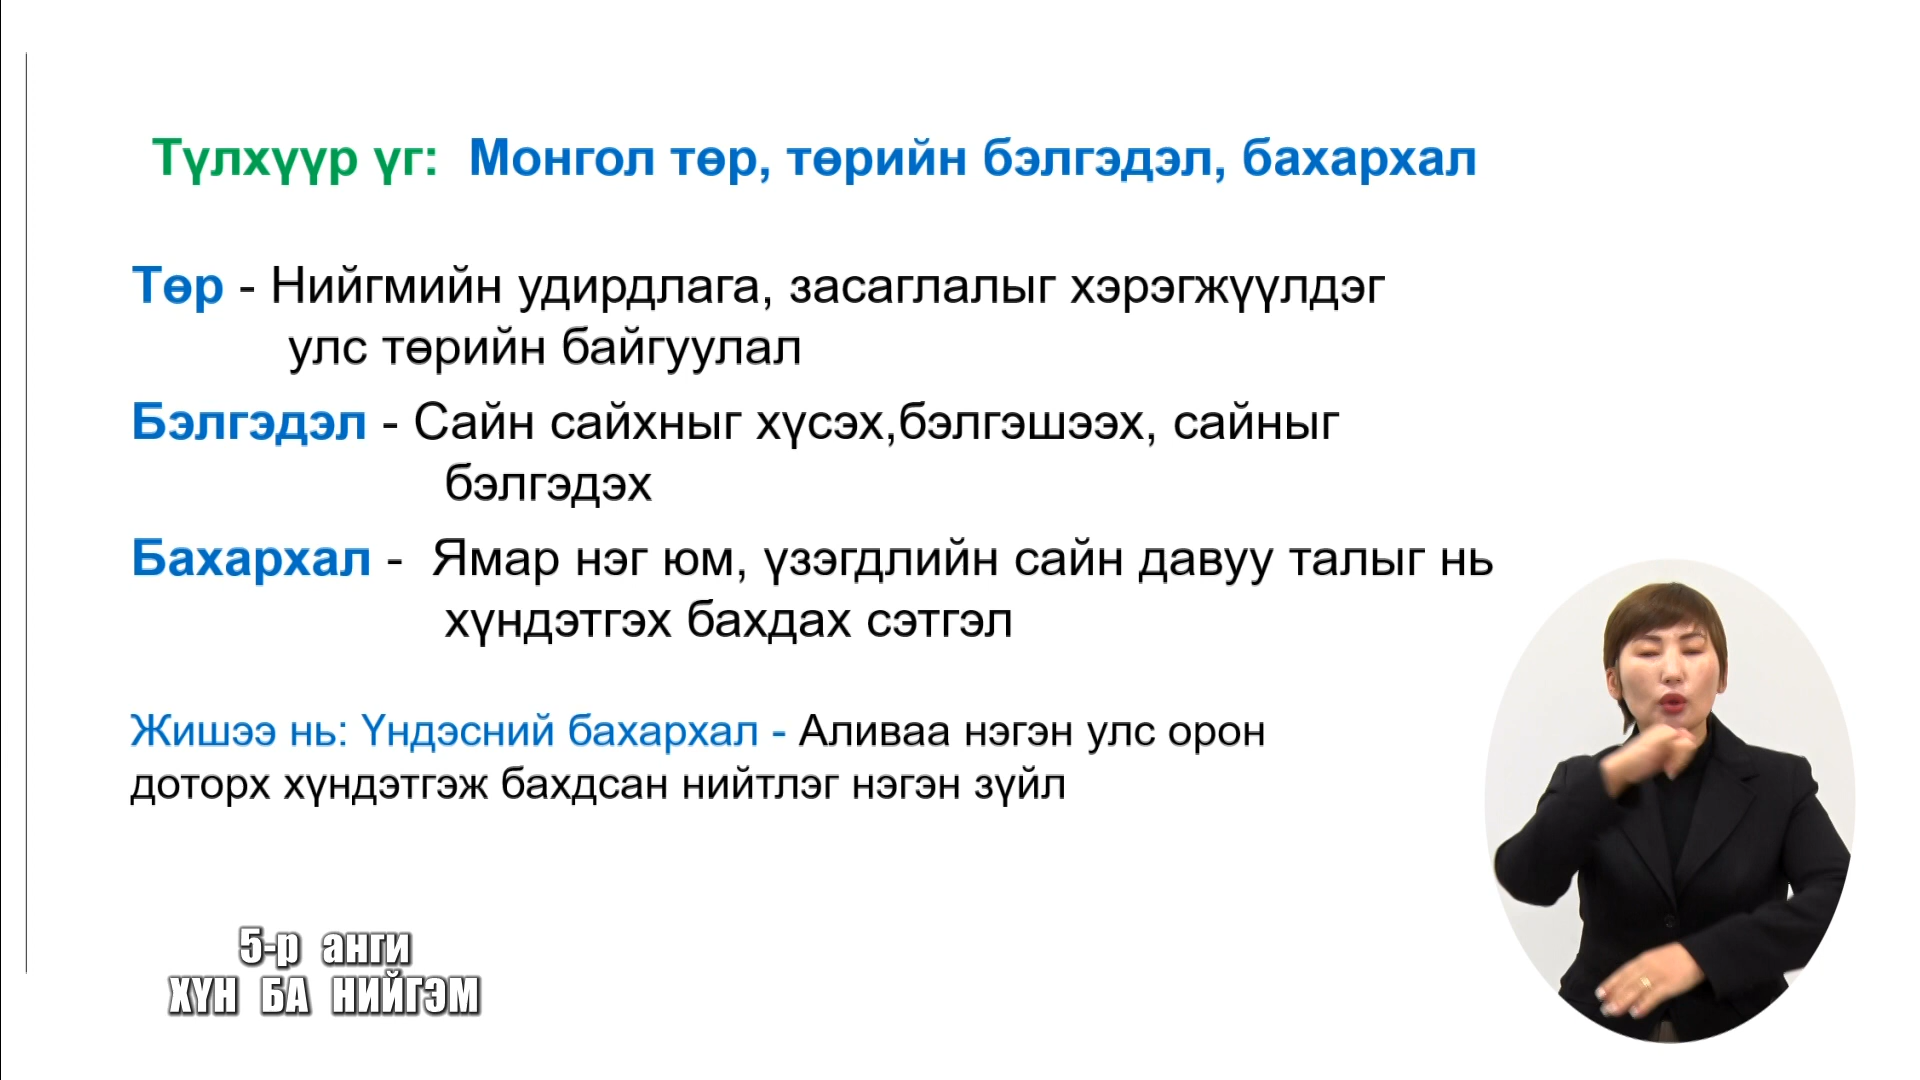 Түлхүүр үг: Монгол төр, төрийн бэлгэдэл, бахархал
Төр - Нийгмийн удирдлага, засаглалыг хэрэгжүүлдэг
улс төрийн байгуулал
Бэлгэдэл - Сайн сайхныг хүсэх,бэлгэшээх, сайныг
бэлгэдэх
Бахархал - Ямар нэг юм, үзэгдлийн сайн давуу талыг нь
хүндэтгэх бахдах сэтгэл
Жишээ нь: Үндэсний бахархал - Аливаа нэгэн улс орон
доторх хүндэтгэж бахдсан нийтлэг нэгэн зүйл
5-р анги
ХҮН БА НИЙГЭМ